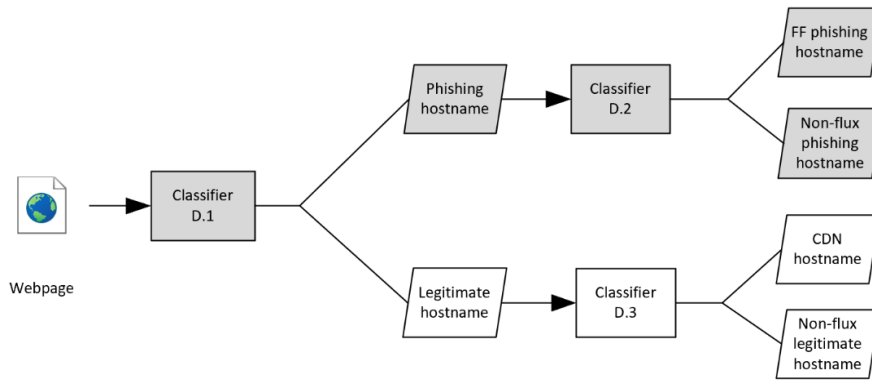 FF phishing
hostname
Phishing
hostname
Classifier
D.2
Non-flux
phishing
hostname
Classifier
D.1
Webpage
CDN
hostname
Legitimate
hostname
Classifier
D.3
Non-flux
legitimate
hostname